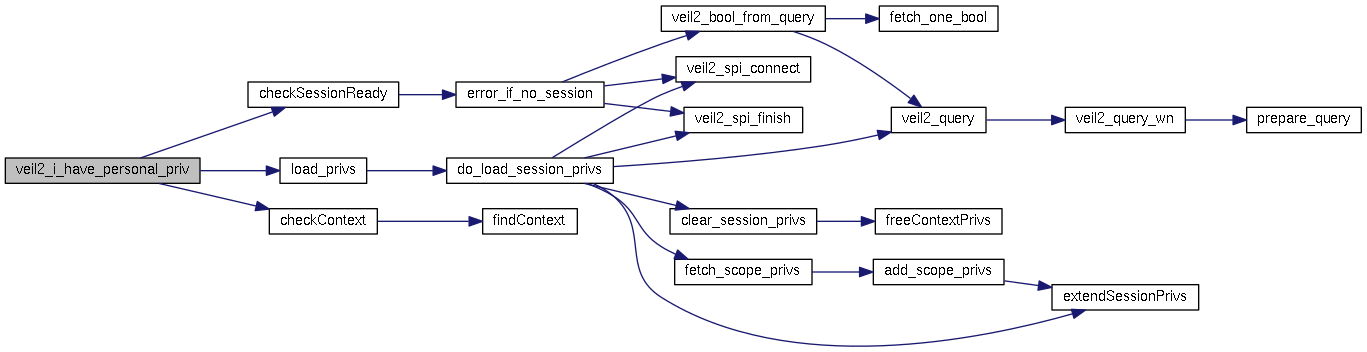 veil2_bool_from_query
fetch_one_bool
veil2_spi_connect
checkSessionReady
error_if_no_session
veil2_spi_finish
veil2_query
veil2_query_wn
prepare_query
veil2_i_have_personal_priv
load_privs
do_load_session_privs
checkContext
findContext
clear_session_privs
freeContextPrivs
fetch_scope_privs
add_scope_privs
extendSessionPrivs